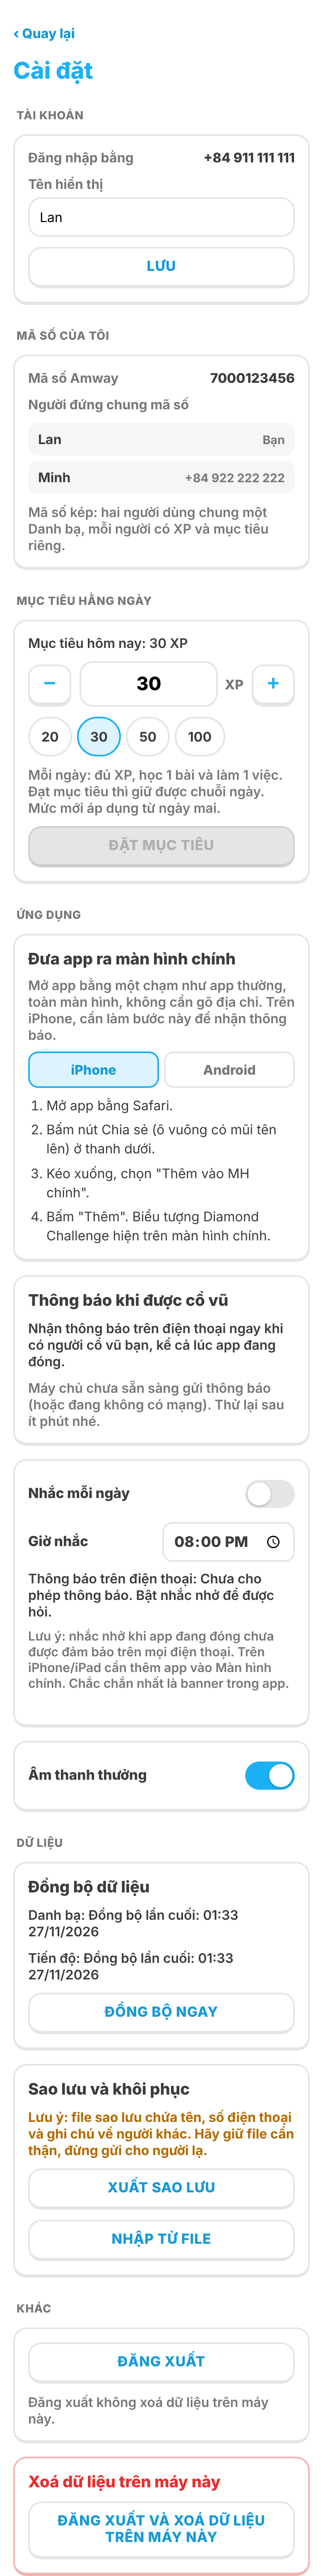 ‹ Quay lại
Cài đặt
TÀI KHOẢN
Đăng nhập bằng +84 911 111 111
Tên hiển thị
Lan
LƯU
MÃ SỐ CỦA TÔI
Mã số Amway 7000123456
Người đứng chung mã số
Lan Bạn
Minh +84 922 222 222
Mã số kép: hai người dùng chung một
Danh bạ, mỗi người có XP và mục tiêu
riêng.
MỤC TIÊU HẰNG NGÀY
Mục tiêu hôm nay: 30 XP
− 30 XP +
20 30 50 100
Mỗi ngày: đủ XP, học 1 bài và làm 1 việc.
Đạt mục tiêu thì giữ được chuỗi ngày.
Mức mới áp dụng từ ngày mai.
ĐẶT MỤC TIÊU
ỨNG DỤNG
Đưa app ra màn hình chính
Mở app bằng một chạm như app thường,
toàn màn hình, không cần gõ địa chỉ. Trên
iPhone, cần làm bước này để nhận thông
báo.
iPhone Android
1. Mở app bằng Safari.
2. Bấm nút Chia sẻ (ô vuông có mũi tên
lên) ở thanh dưới.
3. Kéo xuống, chọn "Thêm vào MH
chính".
4. Bấm "Thêm". Biểu tượng Diamond
Challenge hiện trên màn hình chính.
Thông báo khi được cổ vũ
Nhận thông báo trên điện thoại ngay khi
có người cổ vũ bạn, kể cả lúc app đang
đóng.
Máy chủ chưa sẵn sàng gửi thông báo
(hoặc đang không có mạng). Thử lại sau
ít phút nhé.
Nhắc mỗi ngày
Giờ nhắc 08:00 PM
Thông báo trên điện thoại: Chưa cho
phép thông báo. Bật nhắc nhở để được
hỏi.
Lưu ý: nhắc nhở khi app đang đóng chưa
được đảm bảo trên mọi điện thoại. Trên
iPhone/iPad cần thêm app vào Màn hình
chính. Chắc chắn nhất là banner trong app.
Âm thanh thưởng
DỮ LIỆU
Đồng bộ dữ liệu
Danh bạ: Đồng bộ lần cuối: 01:33
27/11/2026
Tiến độ: Đồng bộ lần cuối: 01:33
27/11/2026
ĐỒNG BỘ NGAY
Sao lưu và khôi phục
Lưu ý: file sao lưu chứa tên, số điện thoại
và ghi chú về người khác. Hãy giữ file cẩn
thận, đừng gửi cho người lạ.
XUẤT SAO LƯU
NHẬP TỪ FILE
KHÁC
ĐĂNG XUẤT
Đăng xuất không xoá dữ liệu trên máy
này.
Xoá dữ liệu trên máy này
ĐĂNG XUẤT VÀ XOÁ DỮ LIỆU
TRÊN MÁY NÀY